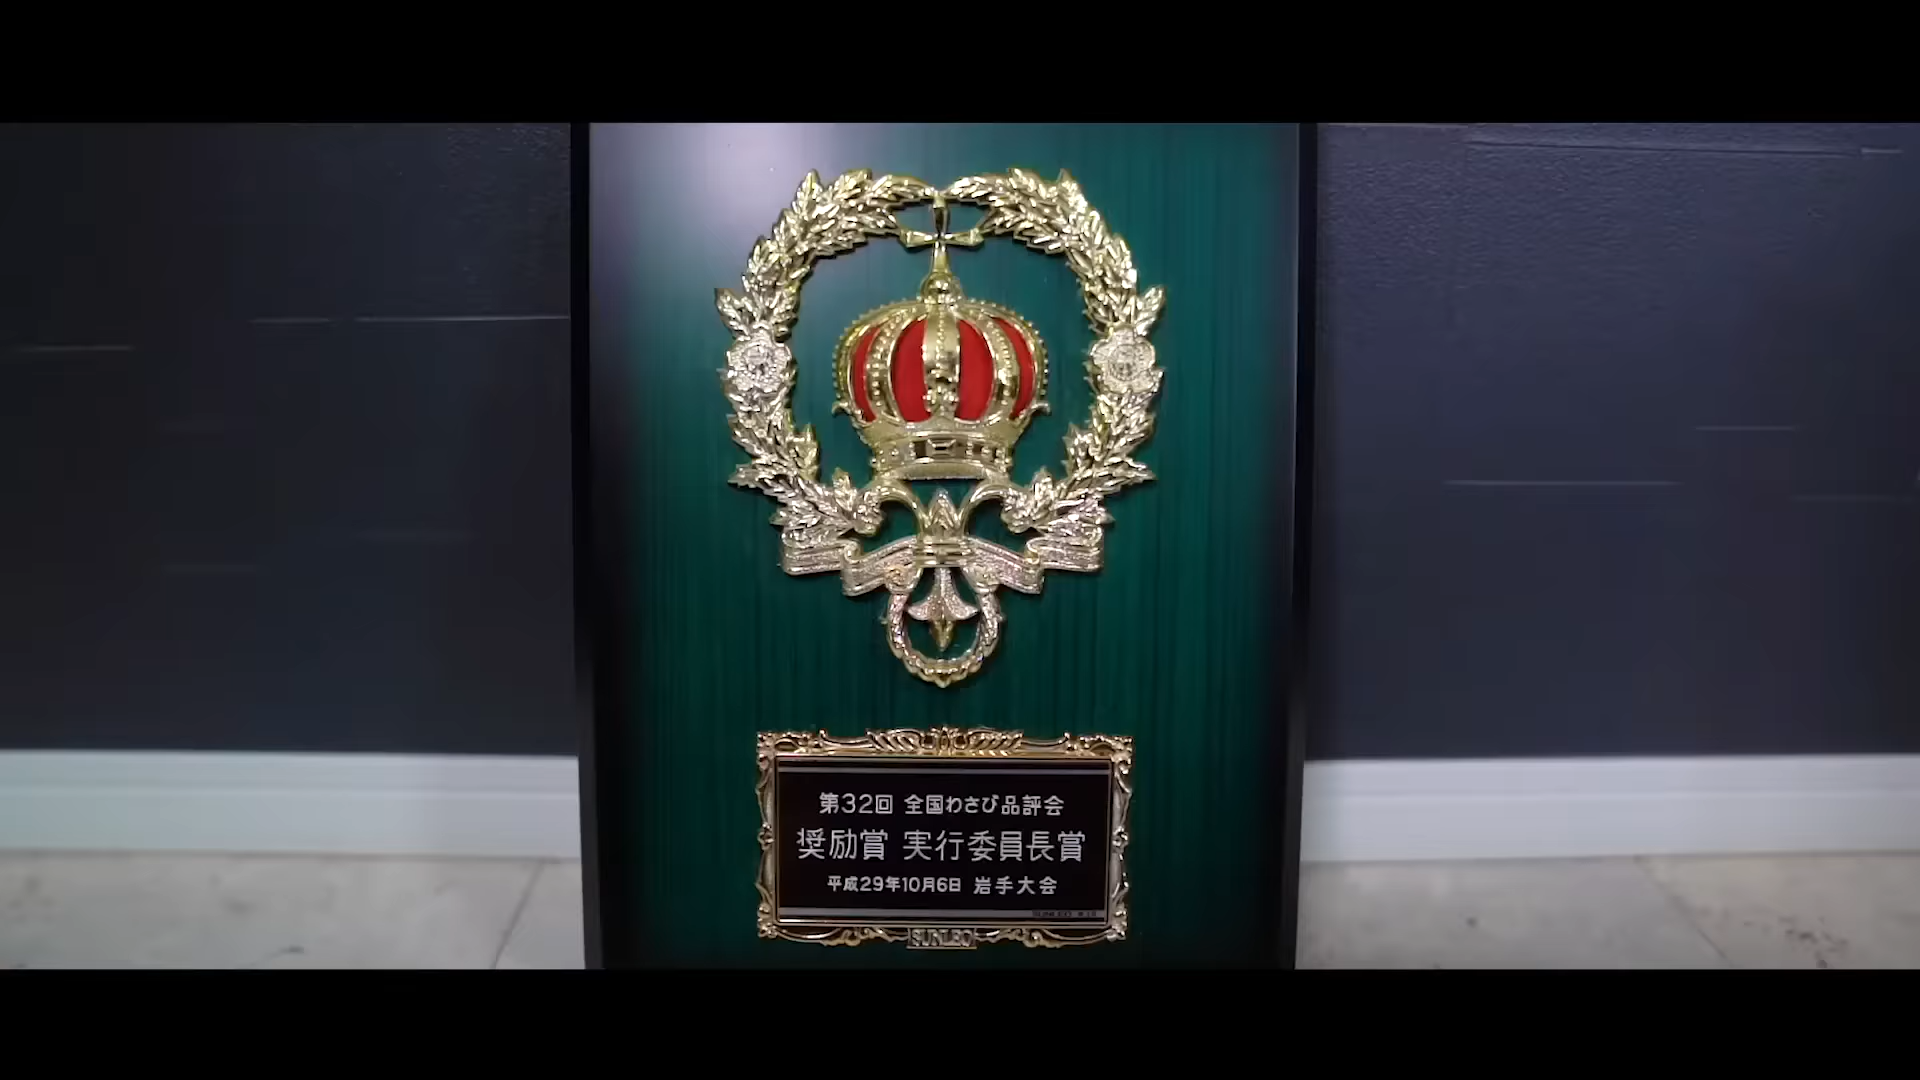 第32回 全国わさび品評会
奨励賞 実行委員長賞
平成29年10月6日 岩手大会
SUNLEO